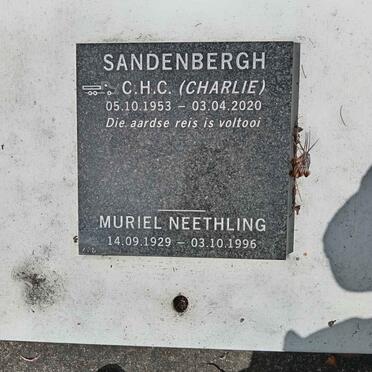 SANDENBERGH
C.H.C. (CHARLIE)
05.10.1953 – 03.04.2020
Die aardse reis is voltooi
MURIEL NEETHLING
14.09.1929 – 03.10.1996